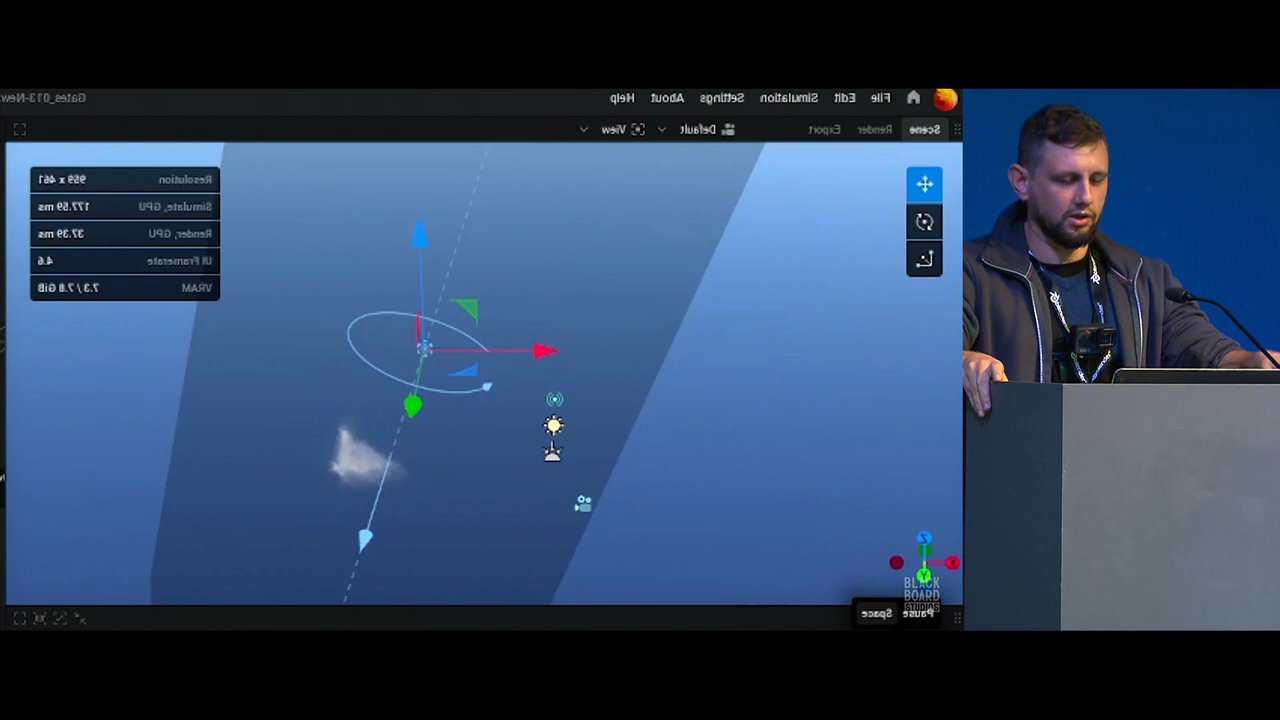 File Edit Simulation Settings About Help Gates_013-New
Scene Render Export Default View
Resolution 959 x 461
Simulate, GPU 177.59 ms
Render, GPU 37.39 ms
UI Framerate 4.6
VRAM 7.3 / 7.8 GiB
Z
X
Y
BLACK
BOARD
STUDIOS
Pause Space